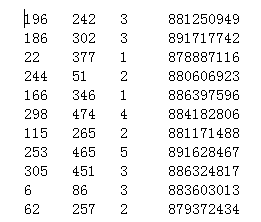 196	242	3	881250949
186	302	3	891717742
22	377	1	878887116
244	51	2	880606923
166	346	1	886397596
298	474	4	884182806
115	265	2	881171488
253	465	5	891628467
305	451	3	886324817
6	86	3	883603013
62	257	2	879372434